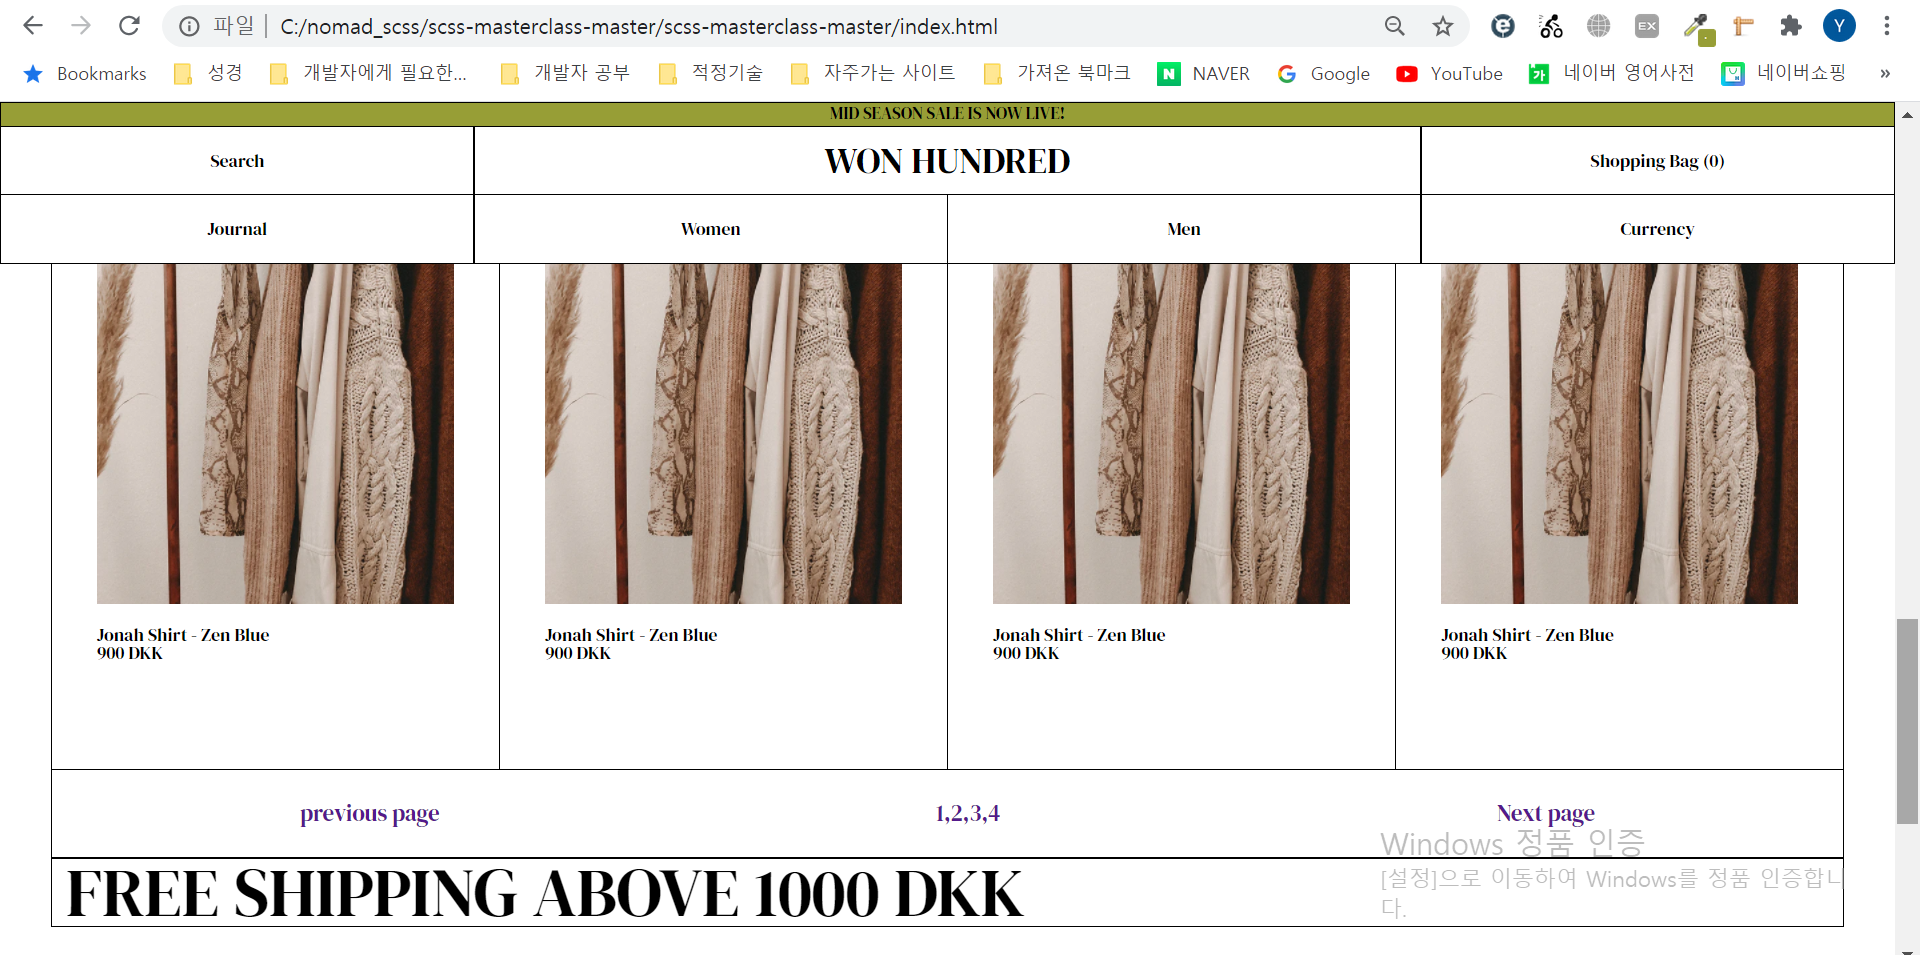 파일 C:/nomad_scss/scss-masterclass-master/scss-masterclass-master/index.html EX Y
Bookmarks 성경 개발자에게 필요한... 개발자 공부 적정기술 자주가는 사이트 가져온 북마크 N NAVER Google YouTube 가 네이버 영어사전 네이버쇼핑 »
MID SEASON SALE IS NOW LIVE!
Search WON HUNDRED Shopping Bag (0)
Journal Women Men Currency
Jonah Shirt - Zen Blue Jonah Shirt - Zen Blue Jonah Shirt - Zen Blue Jonah Shirt - Zen Blue
900 DKK 900 DKK 900 DKK 900 DKK
previous page 1,2,3,4 Next page
Windows 정품 인증
FREE SHIPPING ABOVE 1000 DKK
[설정]으로 이동하여 Windows를 정품 인증합니
다.